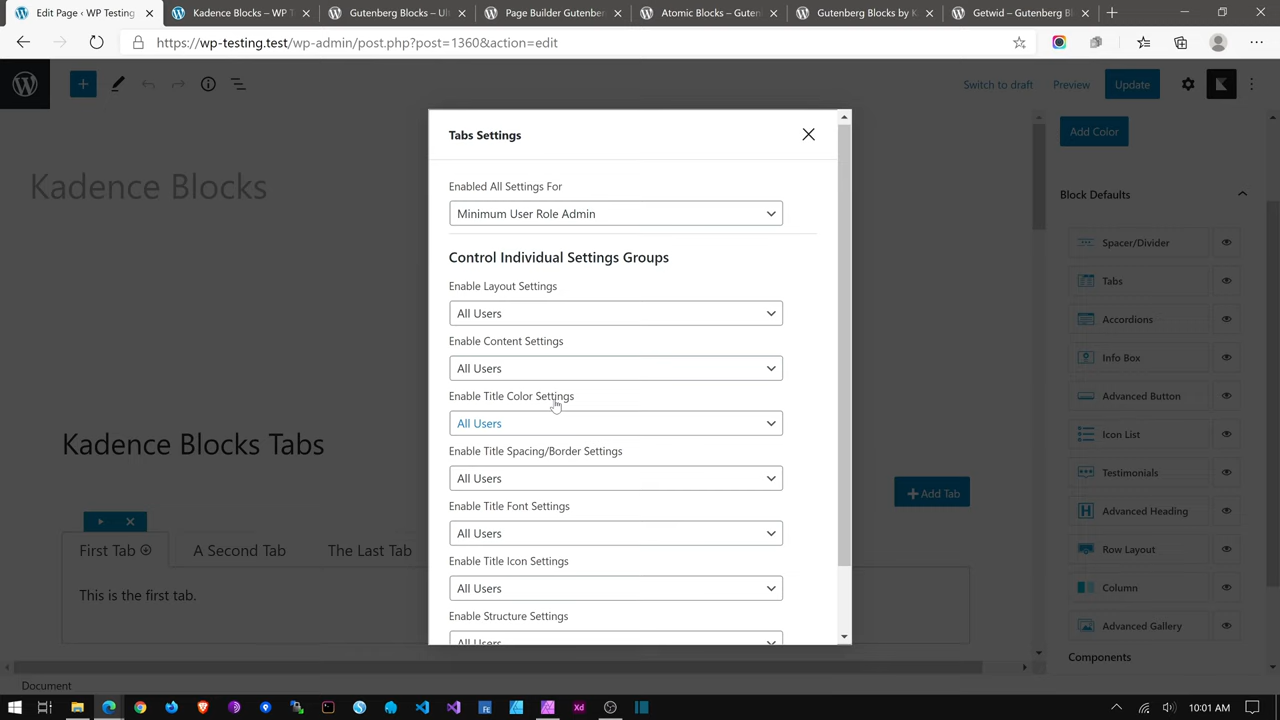 Edit Page ‹ WP Testing
Kadence Blocks – WP T
Gutenberg Blocks – Ul
Page Builder Gutenber
Atomic Blocks – Guten
Gutenberg Blocks by K
Getwid – Gutenberg Bl
https://wp-testing.test/wp-admin/post.php?post=1360&action=edit
Switch to draft
Preview
Update
Kadence Blocks
Kadence Blocks Tabs
Add Tab
First Tab
A Second Tab
The Last Tab
This is the first tab.
Tabs Settings
Enabled All Settings For
Minimum User Role Admin
Control Individual Settings Groups
Enable Layout Settings
All Users
Enable Content Settings
All Users
Enable Title Color Settings
All Users
Enable Title Spacing/Border Settings
All Users
Enable Title Font Settings
All Users
Enable Title Icon Settings
All Users
Enable Structure Settings
All Users
Add Color
Block Defaults
Spacer/Divider
Tabs
Accordions
Info Box
Advanced Button
Icon List
Testimonials
Advanced Heading
Row Layout
Column
Advanced Gallery
Components
Document
10:01 AM